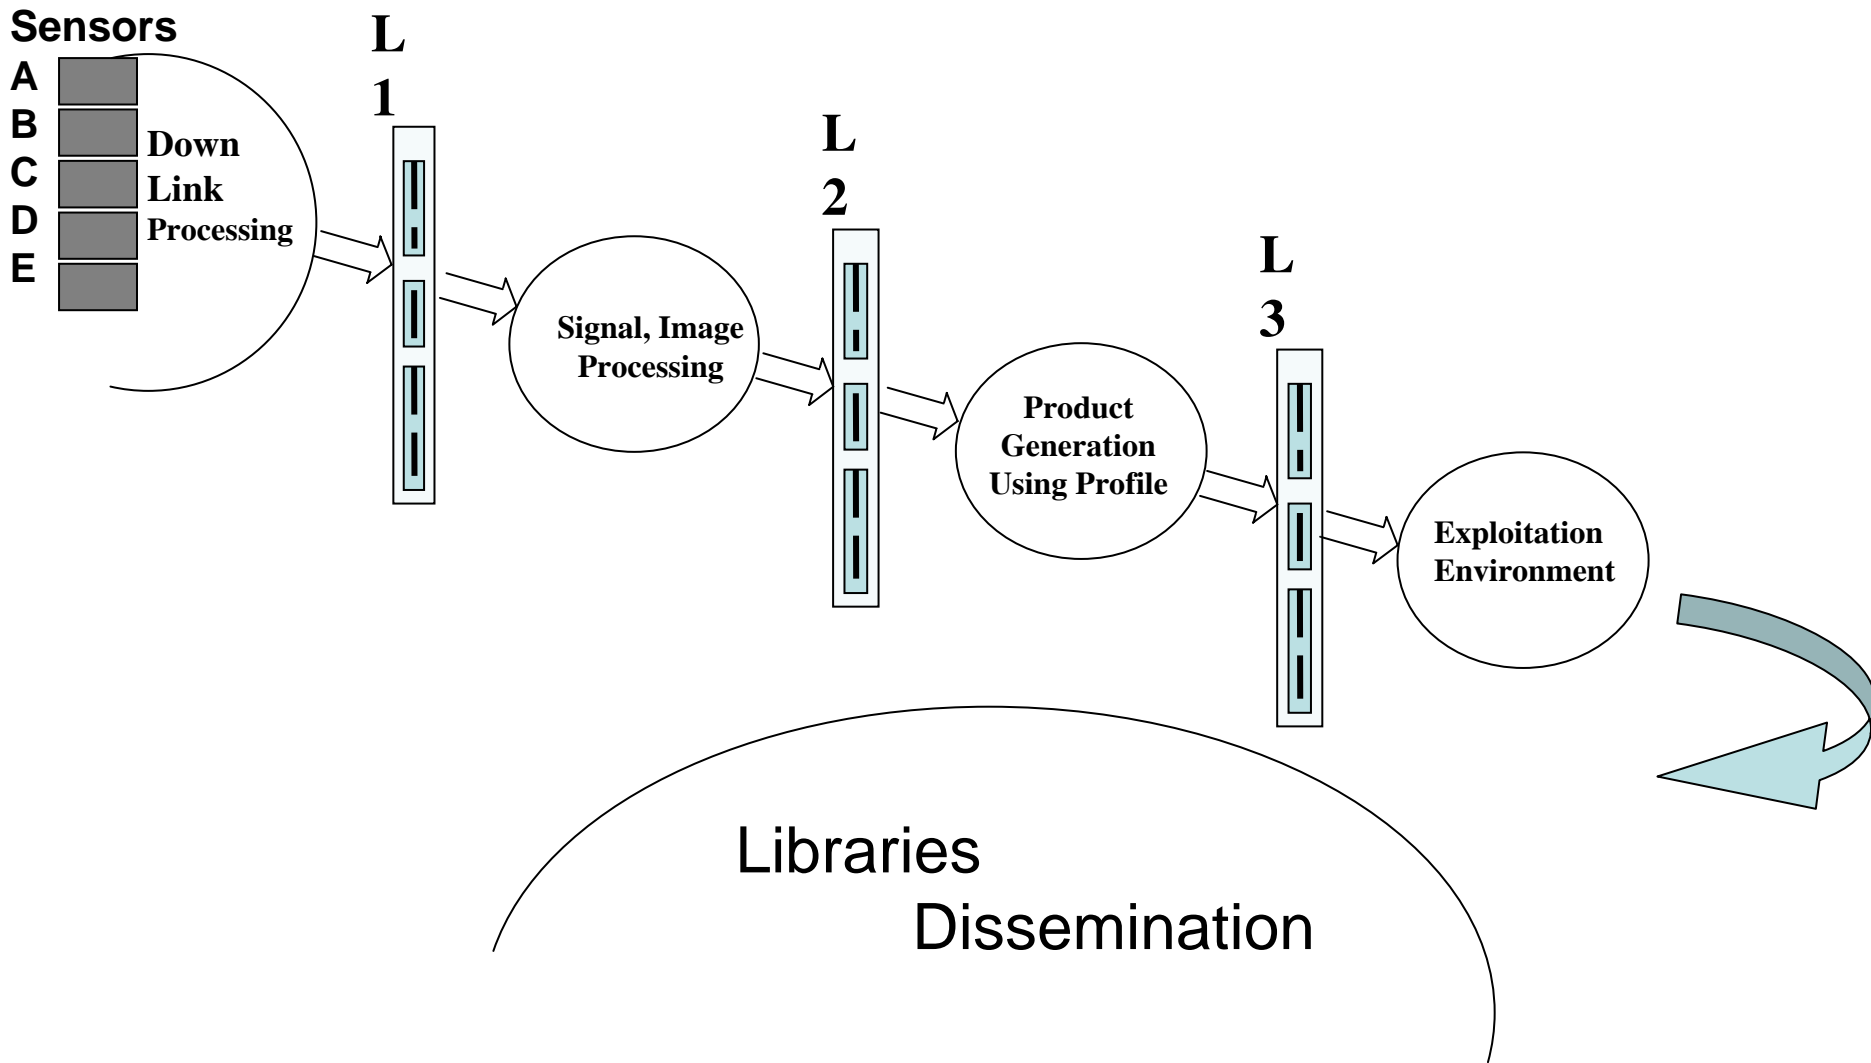 Sensors
A
B
C
D
E
Down
Link
Processing
L
1
Signal, Image
Processing
L
2
Product
Generation
Using Profile
L
3
Exploitation
Environment
Libraries
Dissemination